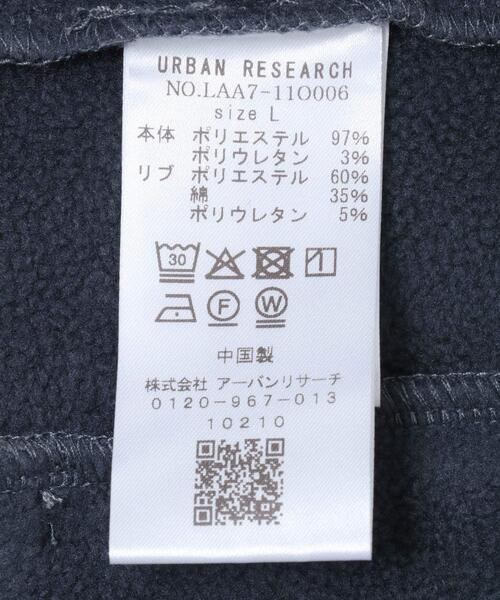 URBAN RESEARCH
NO.LAA7-11O006
size L
本体 ポリエステル 97%
ポリウレタン 3%
リブ ポリエステル 60%
綿 35%
ポリウレタン 5%
30
F W
中国製
株式会社 アーバンリサーチ
0120-967-013
10210